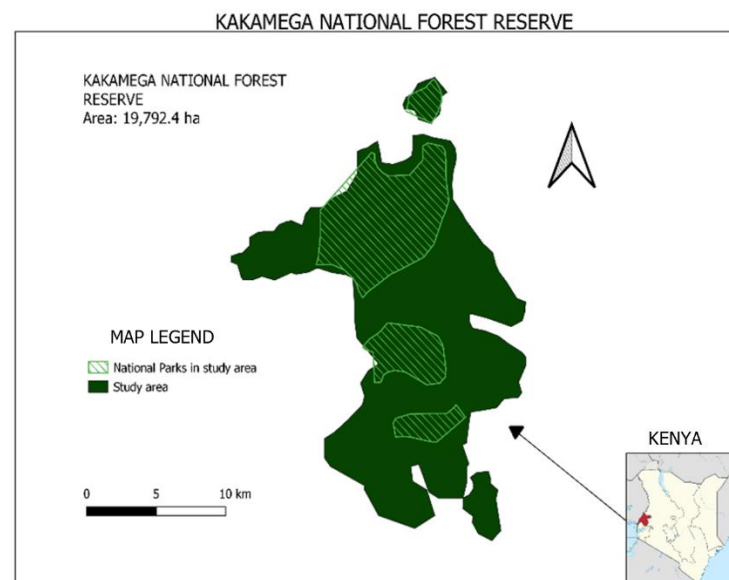 KAKAMEGA NATIONAL FOREST RESERVE
KAKAMEGA NATIONAL FOREST
RESERVE
Area: 19,792.4 ha
MAP LEGEND
National Parks in study area
Study area
0 5 10 km
KENYA